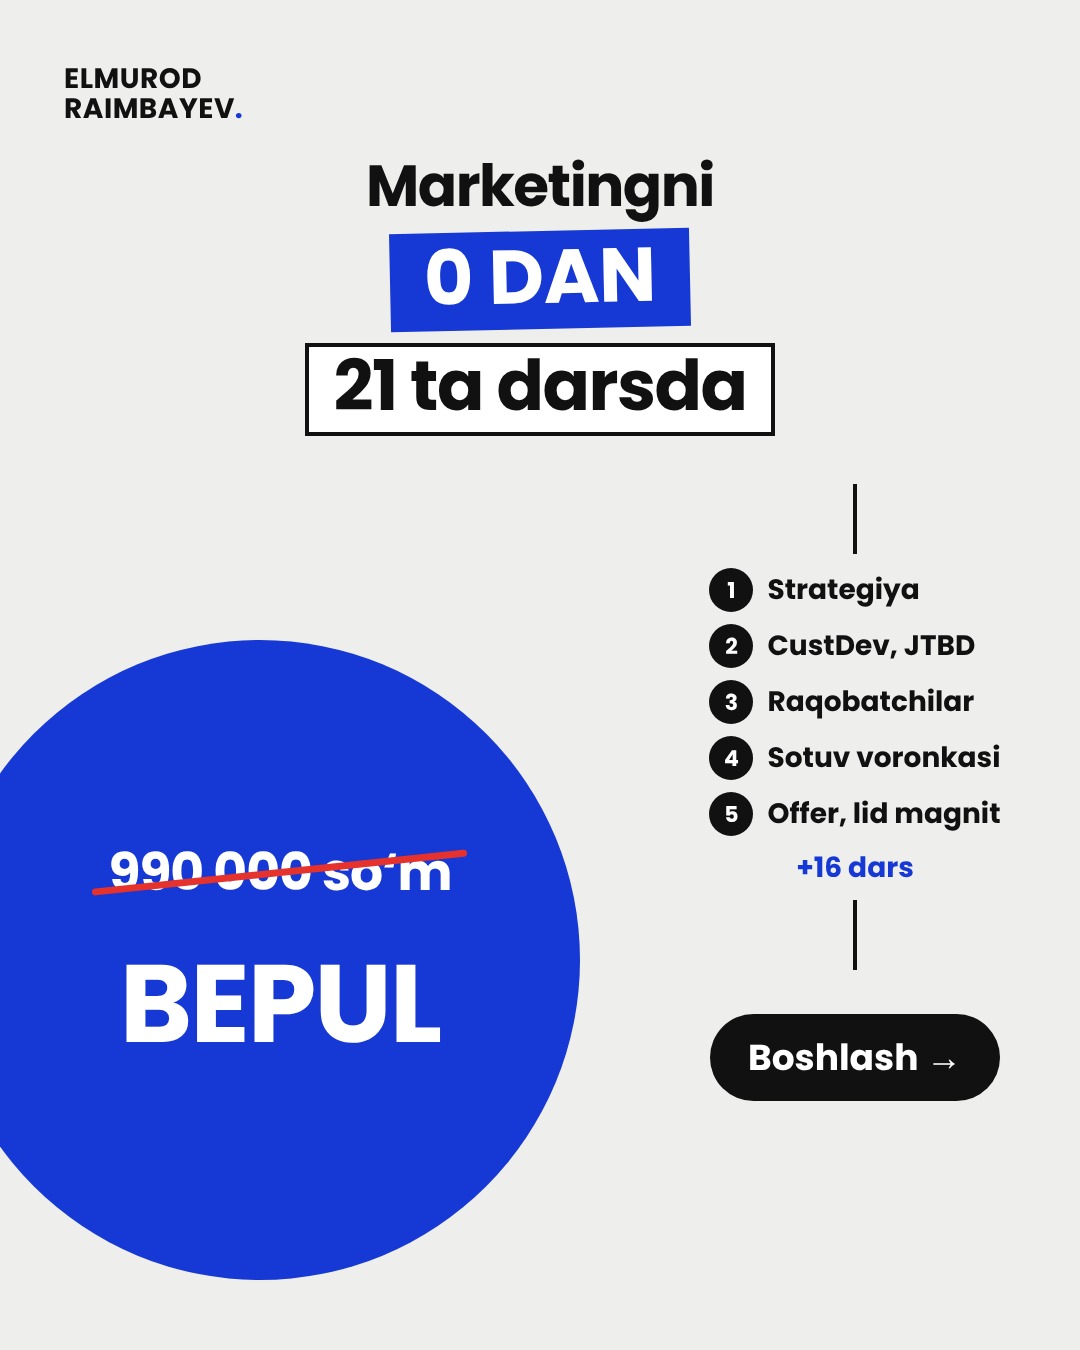 ELMUROD
RAIMBAYEV.
Marketingni
0 DAN
21 ta darsda
1 Strategiya
2 CustDev, JTBD
3 Raqobatchilar
4 Sotuv voronkasi
5 Offer, lid magnit
+16 dars
990 000 so‘m
BEPUL
Boshlash →